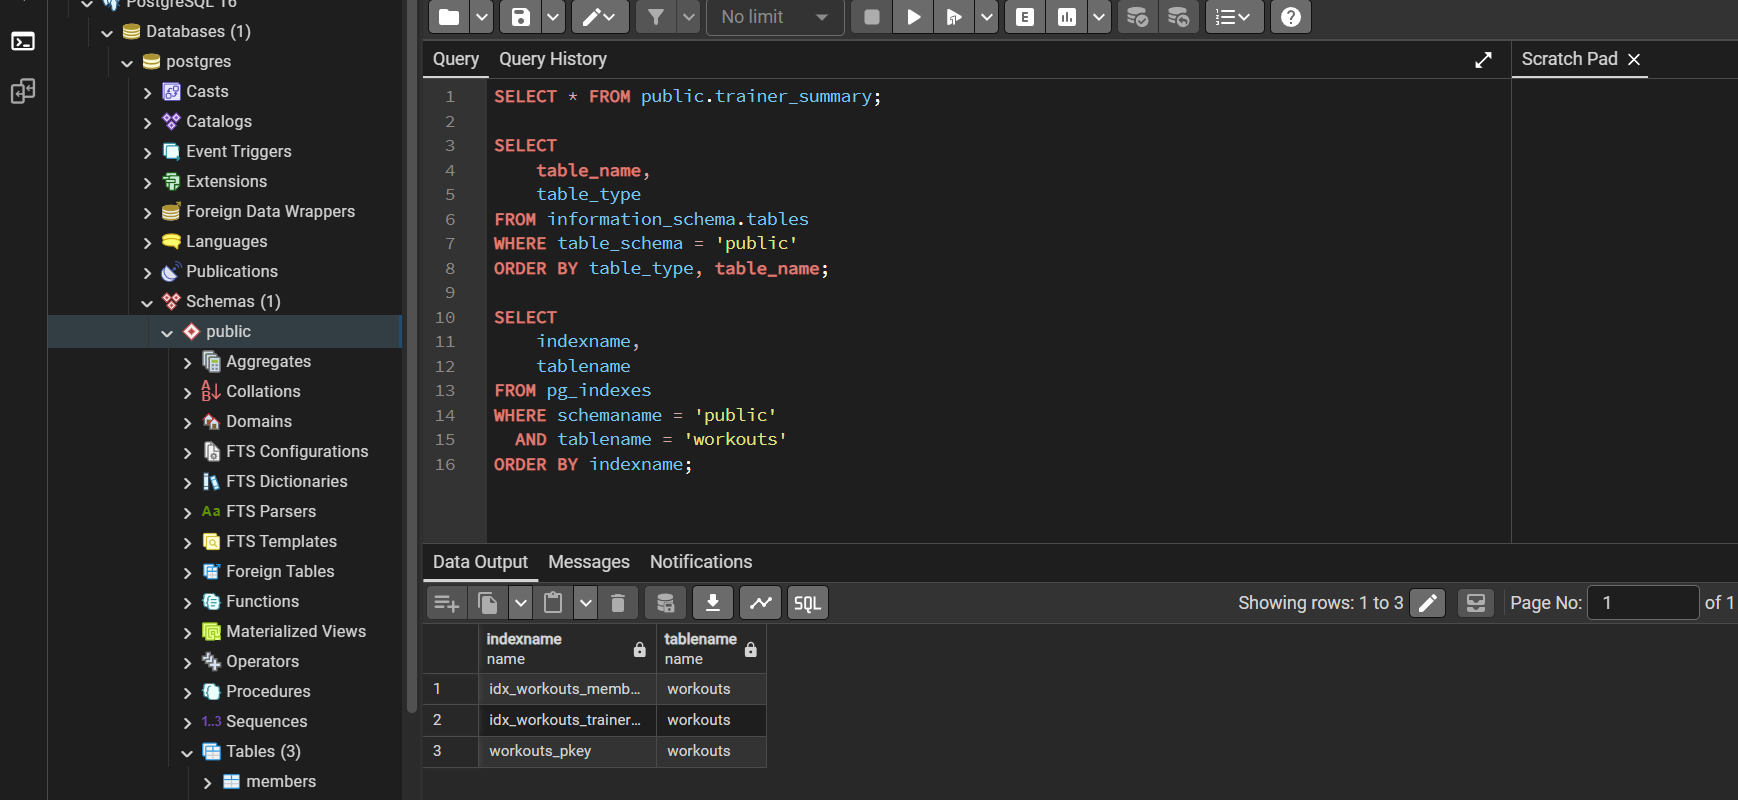 PostgreSQL 16
Databases (1)
postgres
Casts
Catalogs
Event Triggers
Extensions
Foreign Data Wrappers
Languages
Publications
Schemas (1)
public
Aggregates
Collations
Domains
FTS Configurations
FTS Dictionaries
Aa FTS Parsers
FTS Templates
Foreign Tables
Functions
Materialized Views
Operators
Procedures
1..3 Sequences
Tables (3)
members
No limit
E
Query Query History
Scratch Pad
1 SELECT * FROM public.trainer_summary;
2
3 SELECT
4 table_name,
5 table_type
6 FROM information_schema.tables
7 WHERE table_schema = 'public'
8 ORDER BY table_type, table_name;
9
10 SELECT
11 indexname,
12 tablename
13 FROM pg_indexes
14 WHERE schemaname = 'public'
15 AND tablename = 'workouts'
16 ORDER BY indexname;
Data Output Messages Notifications
SQL Showing rows: 1 to 3 Page No: 1 of 1
indexname tablename
name name
1 idx_workouts_memb... workouts
2 idx_workouts_trainer... workouts
3 workouts_pkey workouts